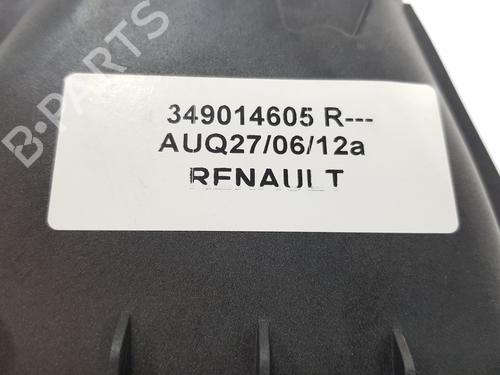 B-PARTS
349014605 R---
AUQ27/06/12a
RENAULT